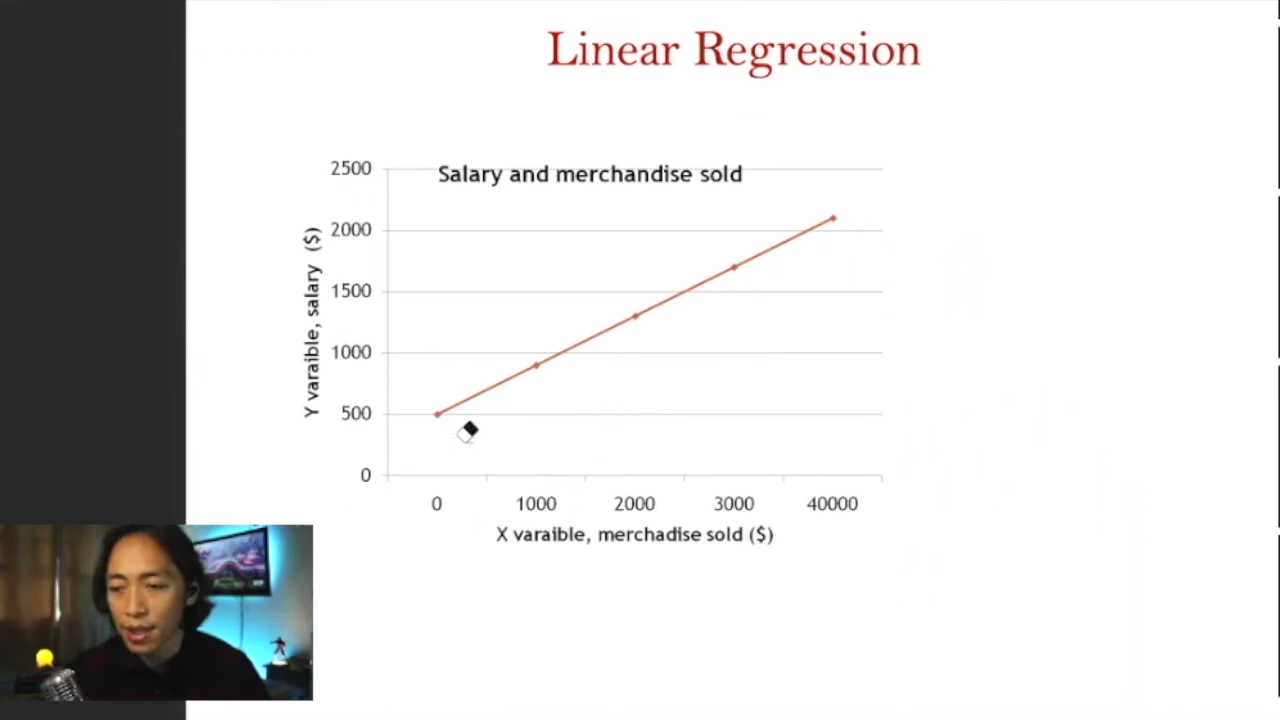 Linear Regression
Salary and merchandise sold
2500
2000
1500
1000
500
0
Y varaible, salary ($)
0 1000 2000 3000 40000
X varaible, merchadise sold ($)